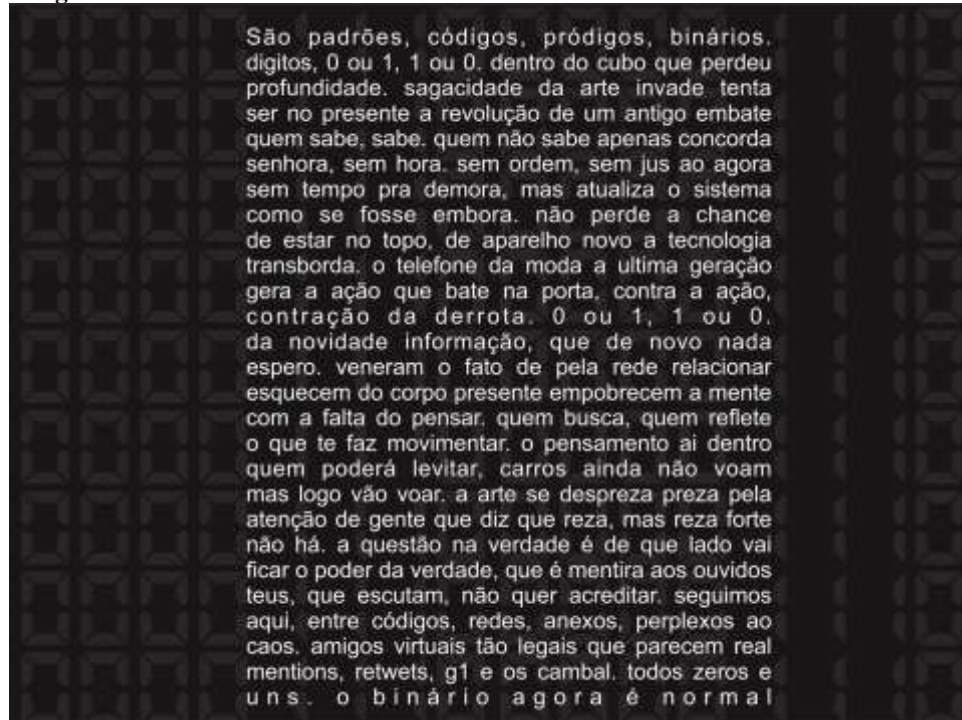 São padrões, códigos, pródigos, binários.
digitos, 0 ou 1, 1 ou 0. dentro do cubo que perdeu
profundidade. sagacidade da arte invade tenta
ser no presente a revolução de um antigo embate
quem sabe, sabe. quem não sabe apenas concorda
senhora, sem hora. sem ordem, sem jus ao agora
sem tempo pra demora, mas atualiza o sistema
como se fosse embora. não perde a chance
de estar no topo, de aparelho novo a tecnologia
transborda. o telefone da moda a ultima geração
gera a ação que bate na porta, contra a ação,
contração da derrota. 0 ou 1, 1 ou 0.
da novidade informação, que de novo nada
espero. veneram o fato de pela rede relacionar
esquecem do corpo presente empobrecem a mente
com a falta do pensar. quem busca, quem reflete
o que te faz movimentar. o pensamento ai dentro
quem poderá levitar, carros ainda não voam
mas logo vão voar. a arte se despreza preza pela
atenção de gente que diz que reza, mas reza forte
não há. a questão na verdade é de que lado vai
ficar o poder da verdade, que é mentira aos ouvidos
teus, que escutam, não quer acreditar. seguimos
aqui, entre códigos, redes, anexos, perplexos ao
caos. amigos virtuais tão legais que parecem real
mentions, retwets, g1 e os cambal. todos zeros e
uns. o binário agora é normal